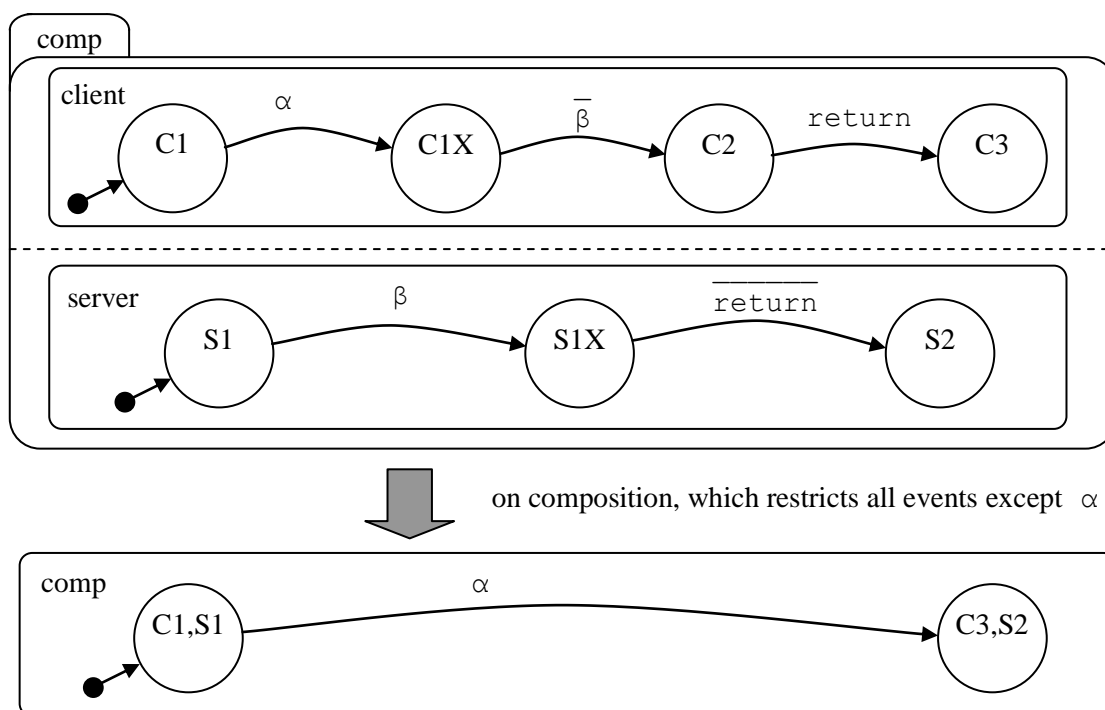 comp
client
C1
α
C1X
β̅
C2
return
C3
server
S1
β
S1X
r̅e̅t̅u̅r̅n̅
S2
on composition, which restricts all events except α
comp
C1,S1
α
C3,S2